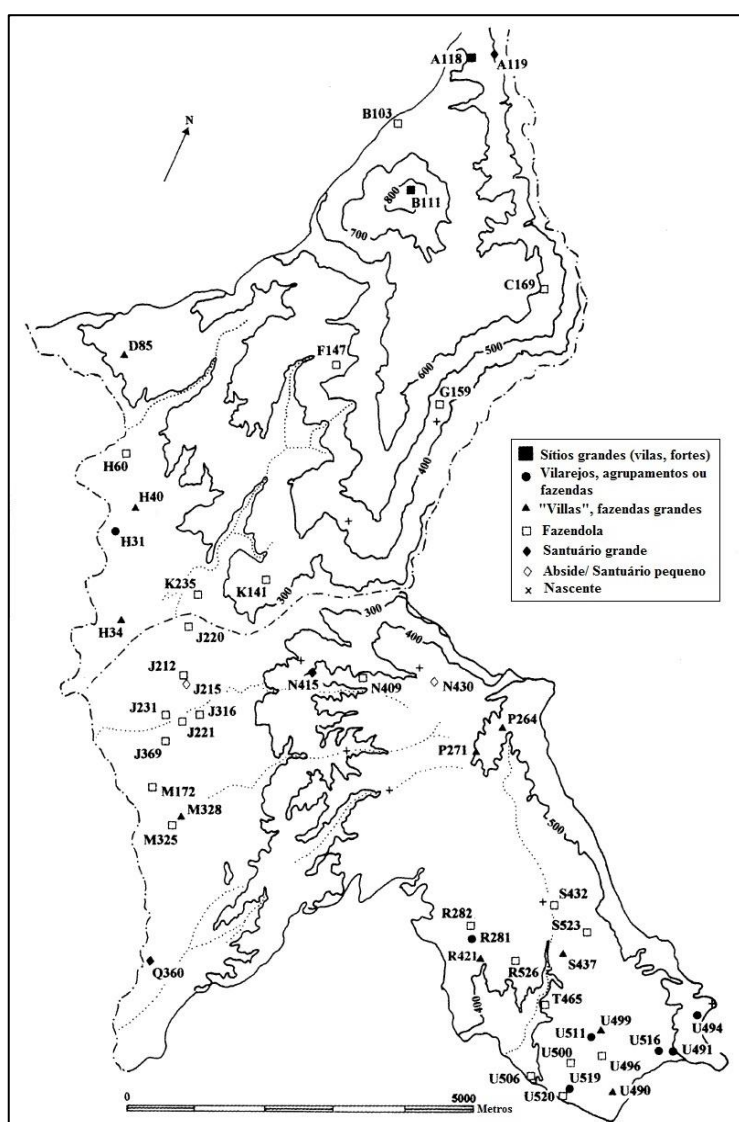 A118
A119
N
B103
800
B111
700
C169
D85
F147
600
500
G159
400
H60
H40
H31
K235
K141
300
H34
J220
300
400
J212
J215
N415
N409
N430
J231
J316
J221
P264
J369
P271
M172
M328
M325
500
S432
R282
S523
R281
R421
R526
S437
Q360
400
T465
U499
U494
U511
U516
U491
U500
U496
U506
U519
U520
U490
0
5000
Metros
Sítios grandes (vilas, fortes)
Vilarejos, agrupamentos ou
fazendas
"Villas", fazendas grandes
Fazendola
Santuário grande
Abside/ Santuário pequeno
Nascente